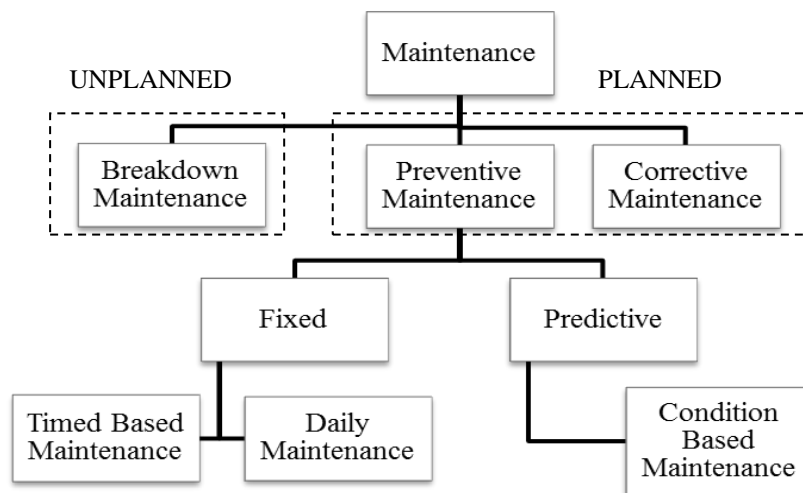 Maintenance
UNPLANNED
PLANNED
Breakdown
Maintenance
Preventive
Maintenance
Corrective
Maintenance
Fixed
Predictive
Timed Based
Maintenance
Daily
Maintenance
Condition
Based
Maintenance